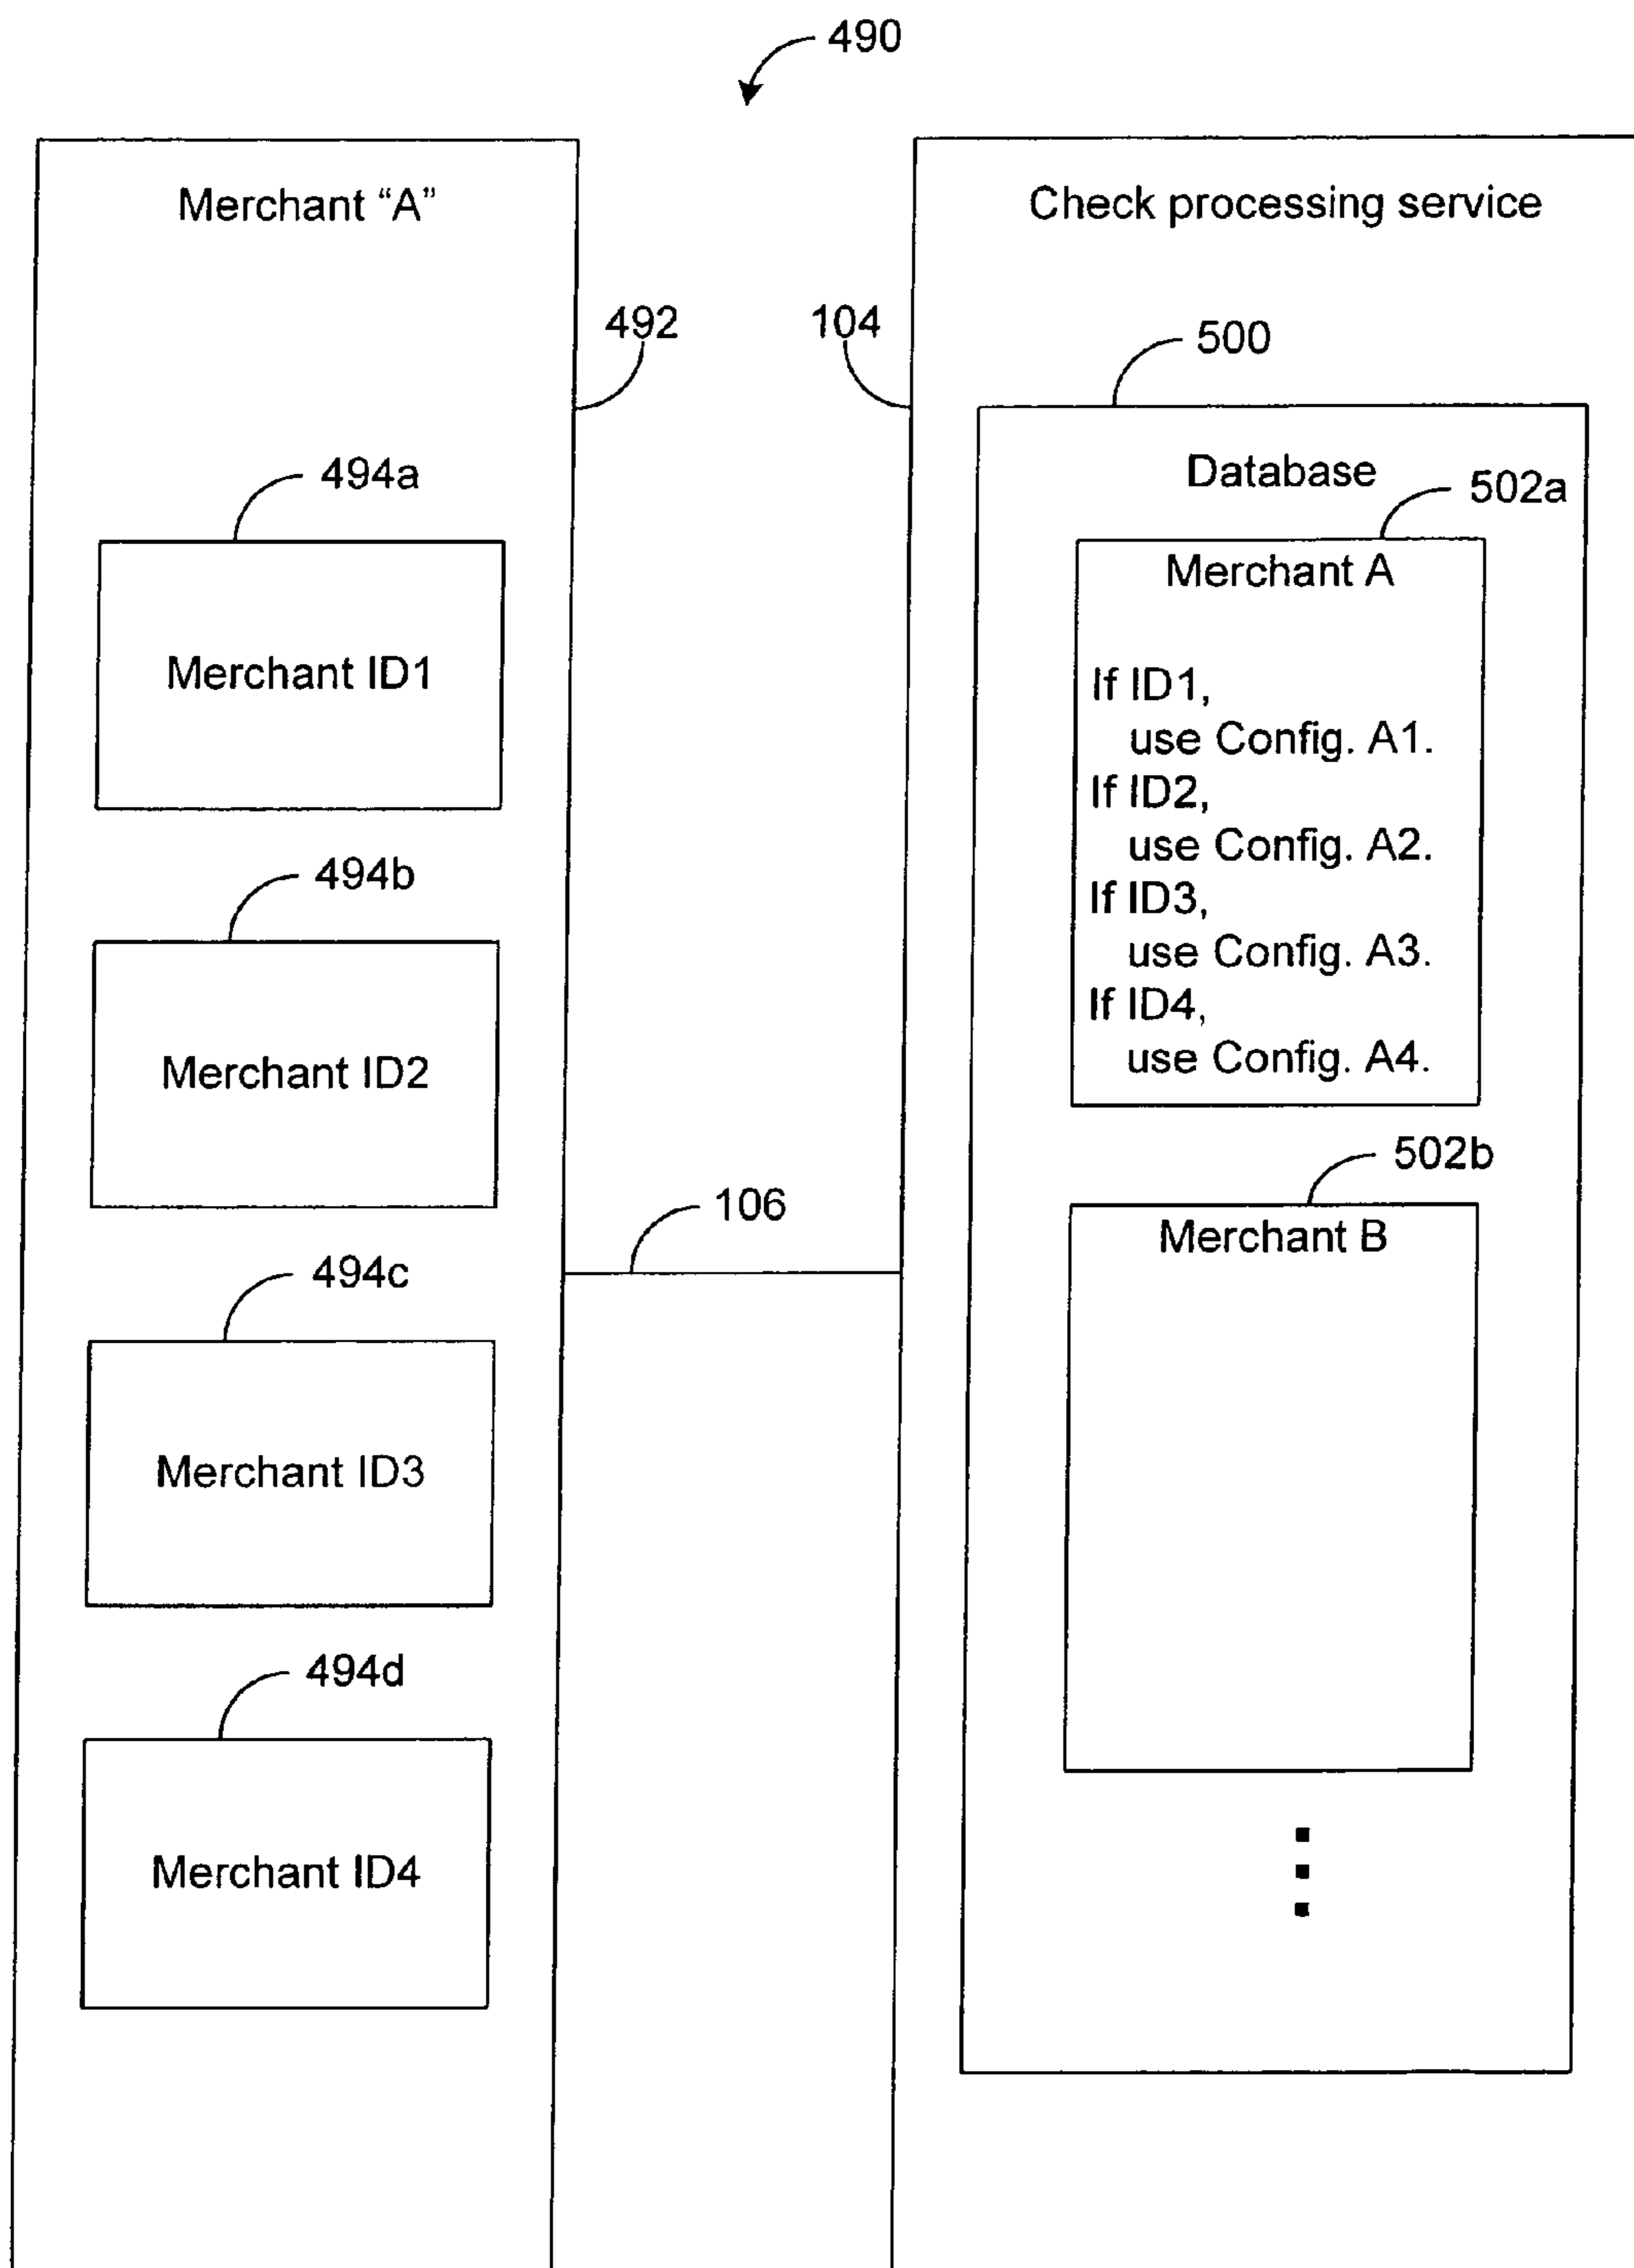 490
Merchant “A”
Check processing service
492
104
500
494a
Database
502a
Merchant A
Merchant ID1
If ID1,
use Config. A1.
If ID2,
use Config. A2.
If ID3,
use Config. A3.
If ID4,
use Config. A4.
494b
Merchant ID2
106
502b
Merchant B
494c
Merchant ID3
494d
Merchant ID4